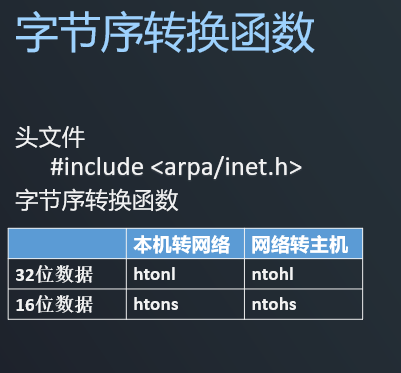 字节序转换函数
头文件
#include <arpa/inet.h>
字节序转换函数
本机转网络 网络转主机
32位数据 htonl ntohl
16位数据 htons ntohs